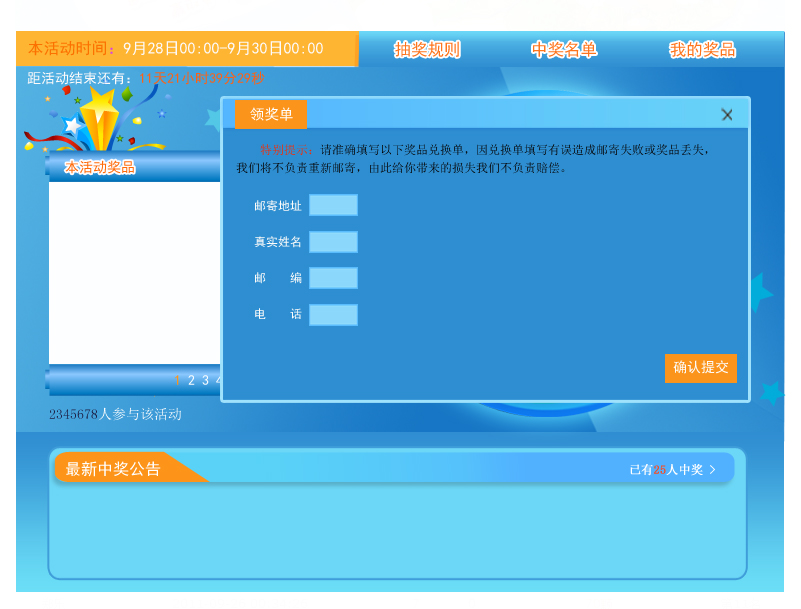 本活动时间：9月28日00:00-9月30日00:00
抽奖规则
中奖名单
我的奖品
距活动结束还有：11天21小时39分29秒
领奖单
特别提示：请准确填写以下奖品兑换单，因兑换单填写有误造成邮寄失败或奖品丢失，
我们将不负责重新邮寄，由此给你带来的损失我们不负责赔偿。
本活动奖品
邮寄地址
真实姓名
邮 编
电 话
确认提交
1 2 3 4
2345678人参与该活动
最新中奖公告
已有25人中奖 >